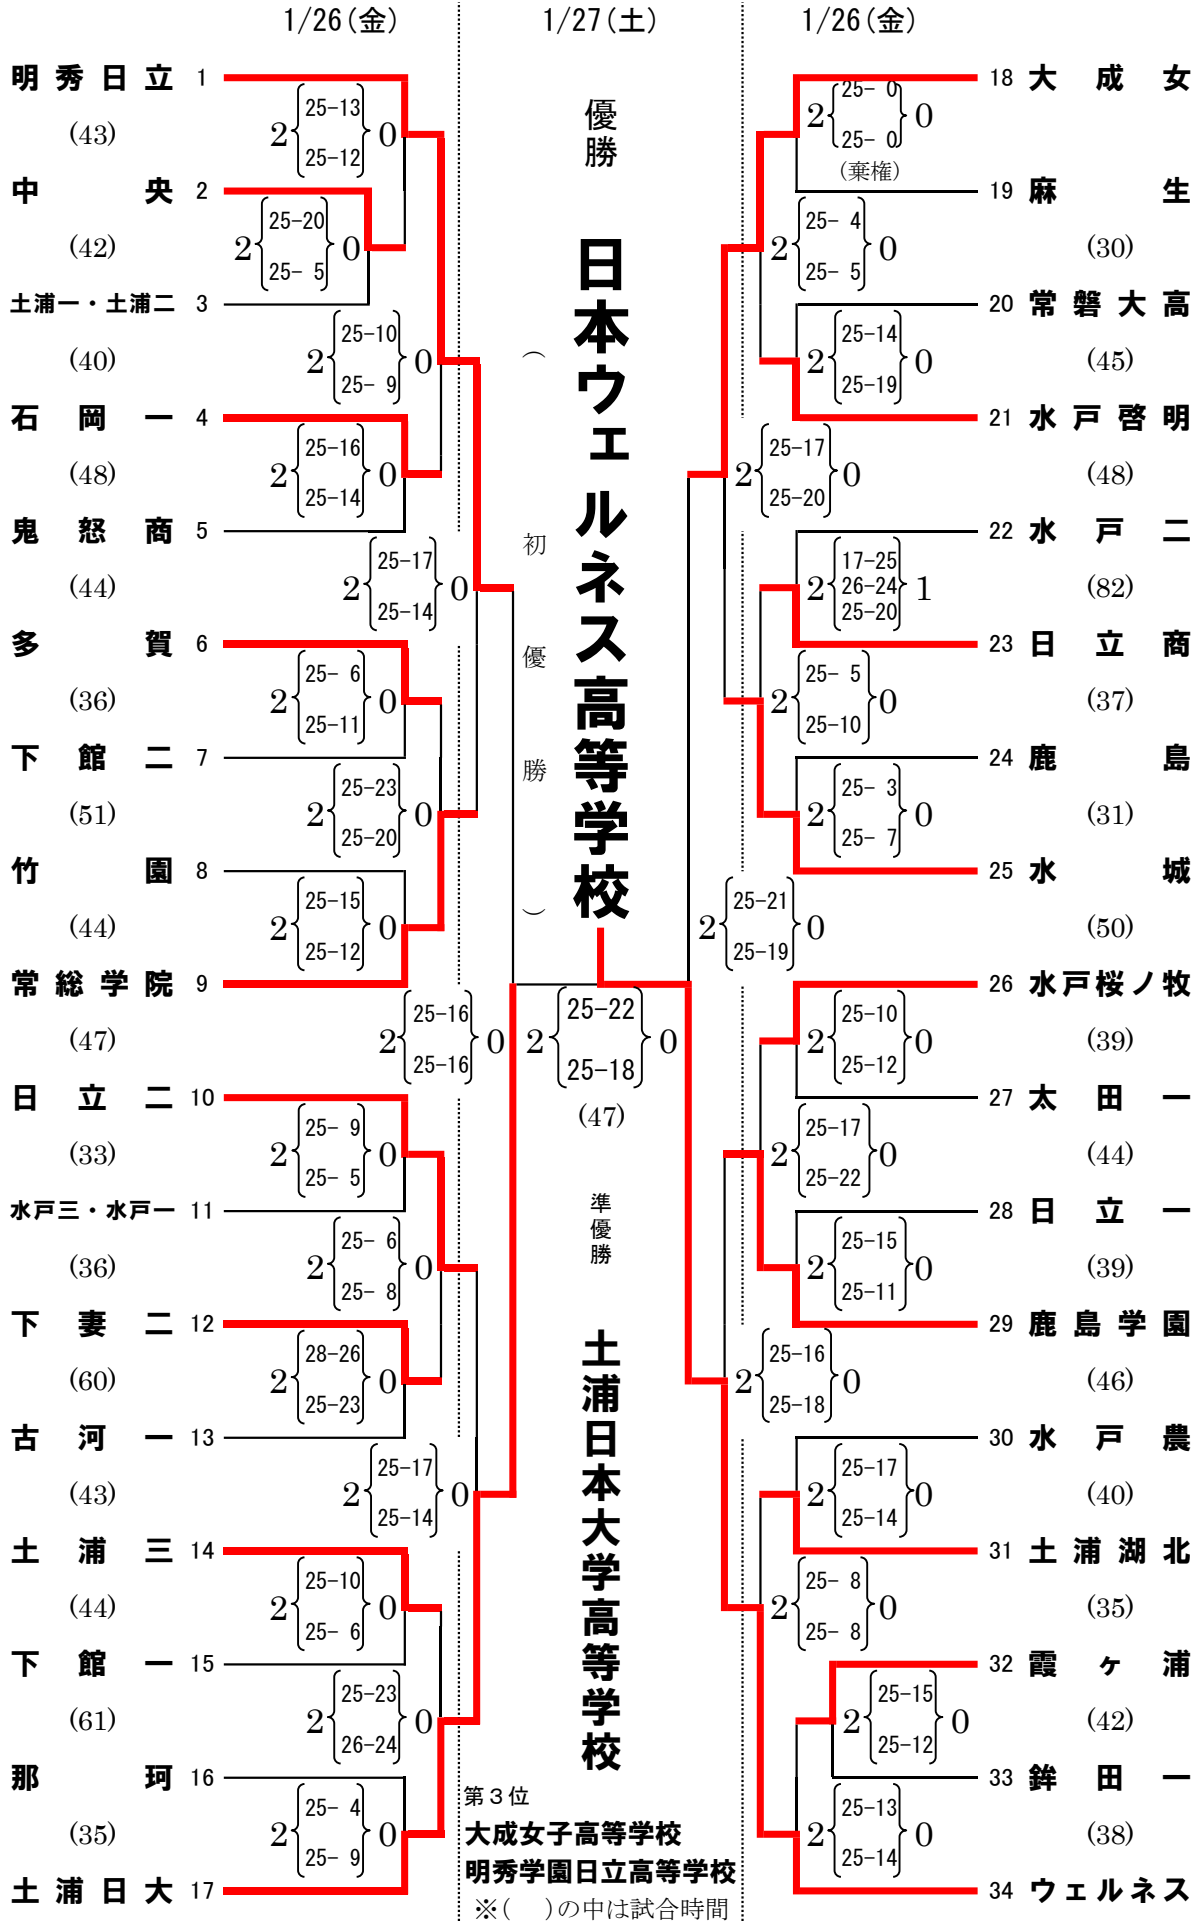 1/26(金)
1/27(土)
1/26(金)
明秀日立 1
2 25-13 0
25-12
(43)
中央 2
2 25-20 0
25- 5
(42)
土浦一・土浦二 3
2 25-10 0
25- 9
(40)
石岡一 4
2 25-16 0
25-14
(48)
鬼怒商 5
2 25-17 0
25-14
(44)
多賀 6
2 25- 6 0
25-11
(36)
下館二 7
2 25-23 0
25-20
(51)
竹園 8
2 25-15 0
25-12
(44)
常総学院 9
2 25-16 0
25-16
(47)
日立二 10
2 25- 9 0
25- 5
(33)
水戸三・水戸一 11
2 25- 6 0
25- 8
(36)
下妻二 12
2 28-26 0
25-23
(60)
古河一 13
2 25-17 0
25-14
(43)
土浦三 14
2 25-10 0
25- 6
(44)
下館一 15
2 25-23 0
26-24
(61)
那珂 16
2 25- 4 0
25- 9
(35)
土浦日大 17
優勝
日本ウェルネス高等学校
(初優勝)
2 25-22 0
25-18
(47)
準優勝
土浦日本大学高等学校
第3位
大成女子高等学校
明秀学園日立高等学校
※( )の中は試合時間
18 大成女
2 25- 0 0
25- 0
(棄権)
19 麻生
2 25- 4 0
25- 5
(30)
20 常磐大高
2 25-14 0
25-19
(45)
21 水戸啓明
2 25-17 0
25-20
(48)
22 水戸二
2 17-25 1
26-24
25-20
(82)
23 日立商
2 25- 5 0
25-10
(37)
24 鹿島
2 25- 3 0
25- 7
(31)
25 水城
2 25-21 0
25-19
(50)
26 水戸桜ノ牧
2 25-10 0
25-12
(39)
27 太田一
2 25-17 0
25-22
(44)
28 日立一
2 25-15 0
25-11
(39)
29 鹿島学園
2 25-16 0
25-18
(46)
30 水戸農
2 25-17 0
25-14
(40)
31 土浦湖北
2 25- 8 0
25- 8
(35)
32 霞ヶ浦
2 25-15 0
25-12
(42)
33 鉾田一
2 25-13 0
25-14
(38)
34 ウェルネス